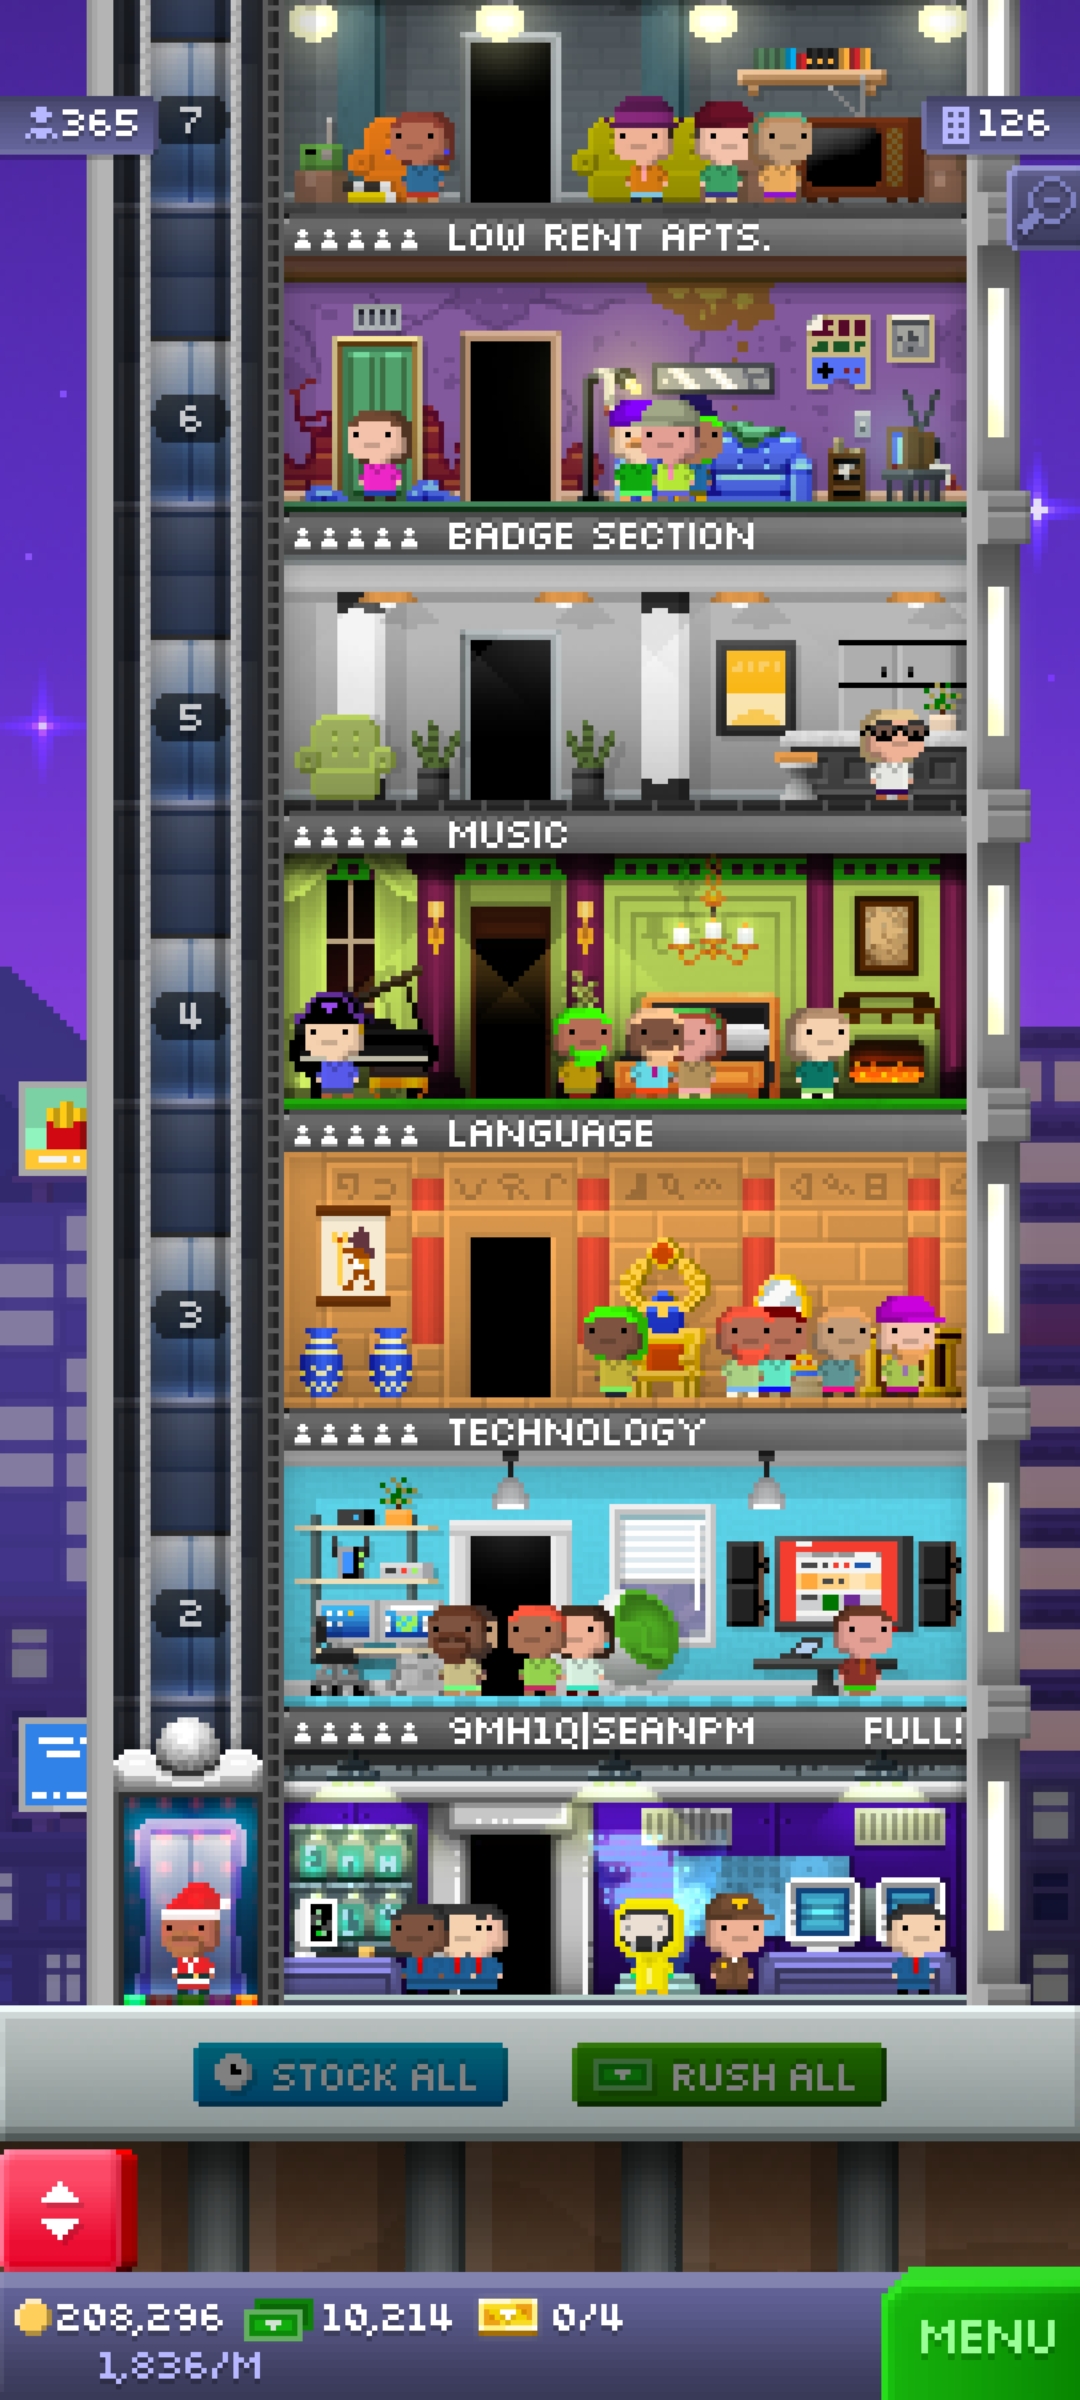 365
7
126
LOW RENT APTS.
6
BADGE SECTION
5
MUSIC
4
LANGUAGE
3
TECHNOLOGY
2
9MH1Q|SEANPM FULL!
STOCK ALL
RUSH ALL
208,296 10,214 0/4
1,836/M
MENU